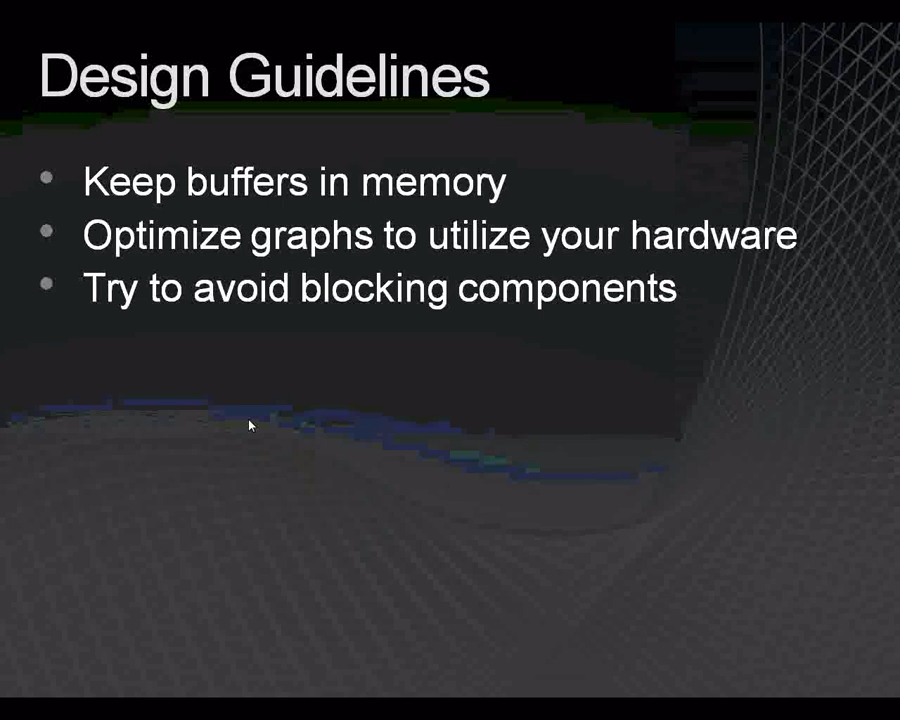 Design Guidelines
Keep buffers in memory
Optimize graphs to utilize your hardware
Try to avoid blocking components